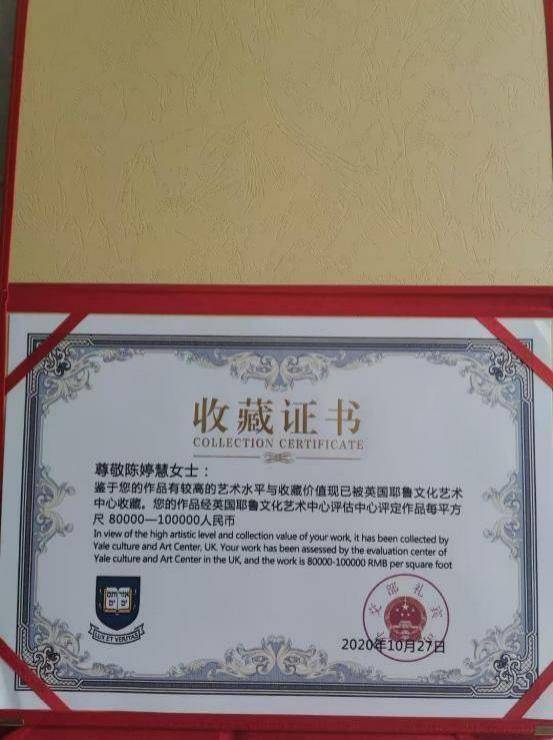 收藏证书
COLLECTION CERTIFICATE
尊敬陈婷慧女士：
鉴于您的作品有较高的艺术水平与收藏价值现已被英国耶鲁文化艺术
中心收藏。您的作品经英国耶鲁文化艺术中心评估中心评定作品每平方
尺 80000—100000人民币
In view of the high artistic level and collection value of your work, it has been collected by
Yale culture and Art Center, UK. Your work has been assessed by the evaluation center of
Yale culture and Art Center in the UK, and the work is 80000-100000 RMB per square foot
LUX ET VERITAS
交部礼宾
2020年10月27日